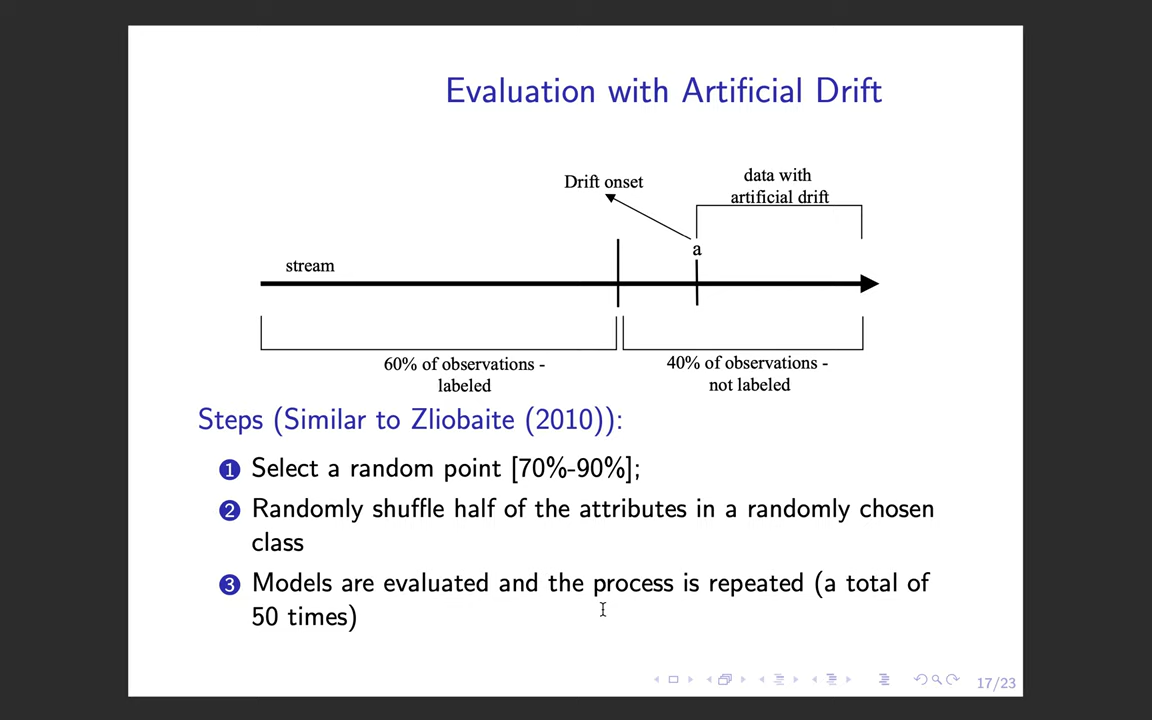 Evaluation with Artificial Drift
Drift onset
data with
artificial drift
a
stream
60% of observations -
labeled
40% of observations -
not labeled
Steps (Similar to Zliobaite (2010)):
1 Select a random point [70%-90%];
2 Randomly shuffle half of the attributes in a randomly chosen
class
3 Models are evaluated and the process is repeated (a total of
50 times)
17/23